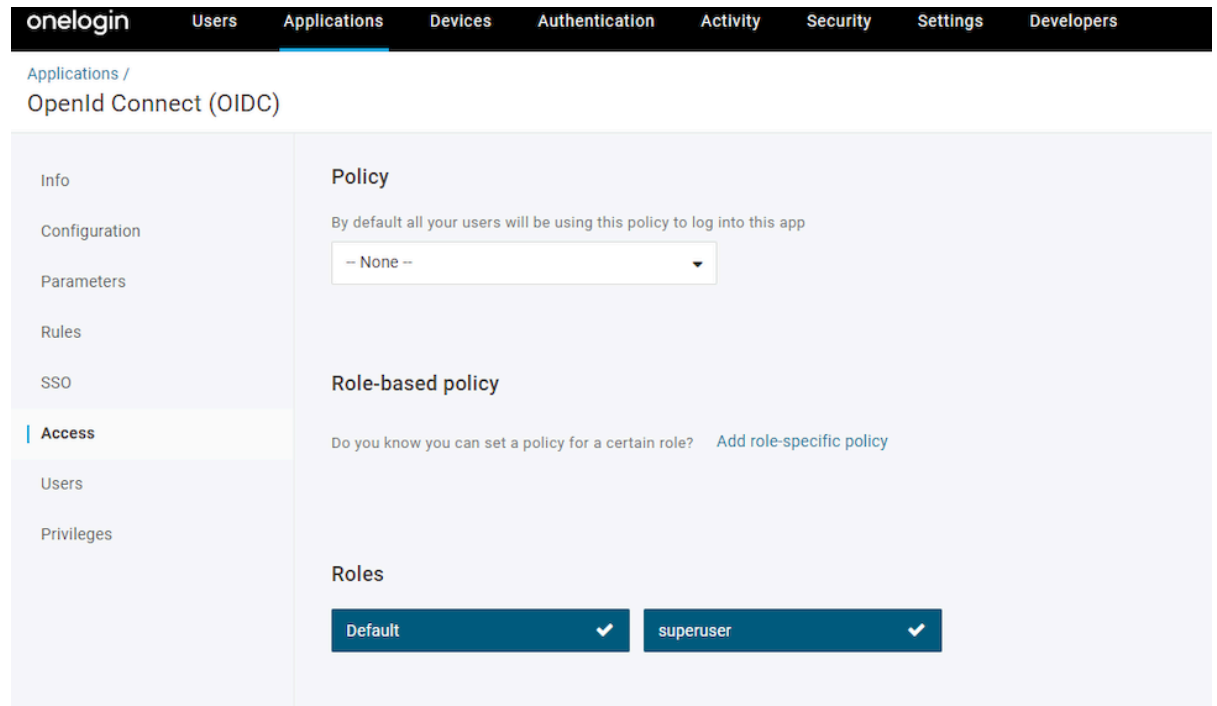 onelogin Users Applications Devices Authentication Activity Security Settings Developers
Applications /
OpenId Connect (OIDC)
Info
Configuration
Parameters
Rules
SSO
Access
Users
Privileges
Policy
By default all your users will be using this policy to log into this app
-- None --
Role-based policy
Do you know you can set a policy for a certain role? Add role-specific policy
Roles
Default superuser